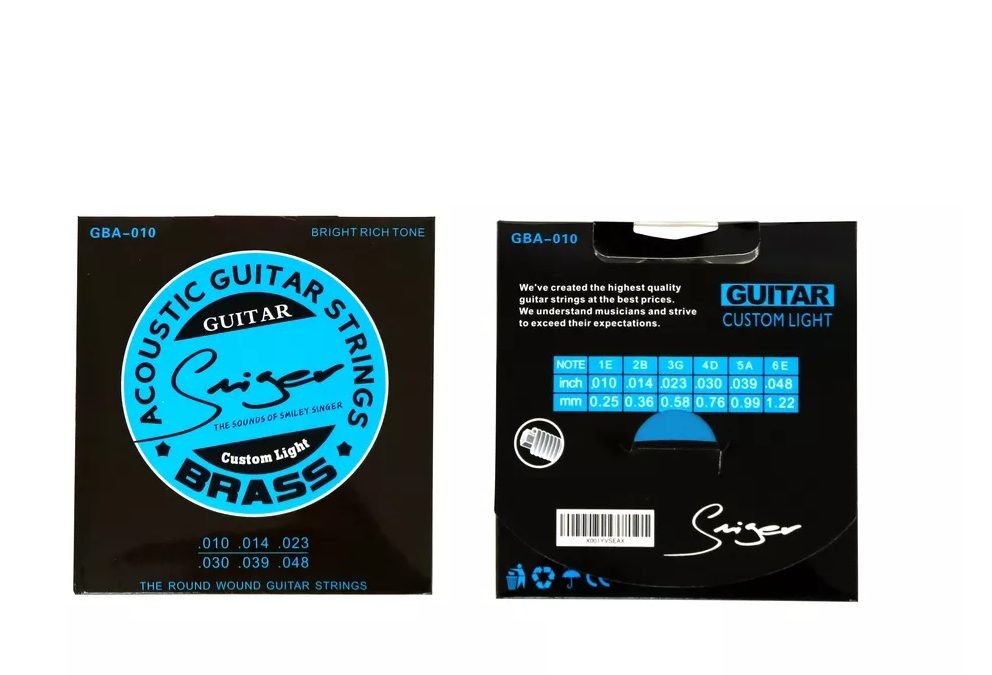 GBA-010
BRIGHT RICH TONE
ACOUSTIC GUITAR STRINGS
GUITAR
Smiger
THE SOUNDS OF SMILEY SINGER
Custom Light
BRASS
.010 .014 .023
.030 .039 .048
THE ROUND WOUND GUITAR STRINGS
GBA-010
We've created the highest quality
guitar strings at the best prices.
We understand musicians and strive
to exceed their expectations.
GUITAR
CUSTOM LIGHT
NOTE 1E 2B 3G 4D 5A 6E
inch .010 .014 .023 .030 .039 .048
mm 0.25 0.36 0.58 0.76 0.99 1.22
X001YVSEAX
Smiger